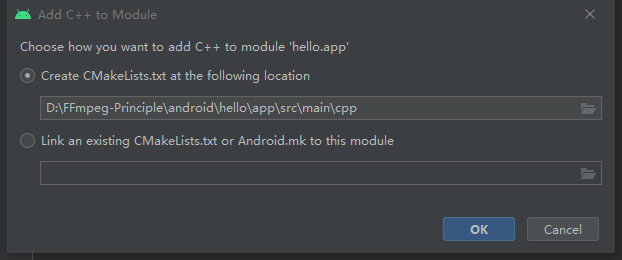 Add C++ to Module
Choose how you want to add C++ to module 'hello.app'
Create CMakeLists.txt at the following location
D:\FFmpeg-Principle\android\hello\app\src\main\cpp
Link an existing CMakeLists.txt or Android.mk to this module
OK
Cancel